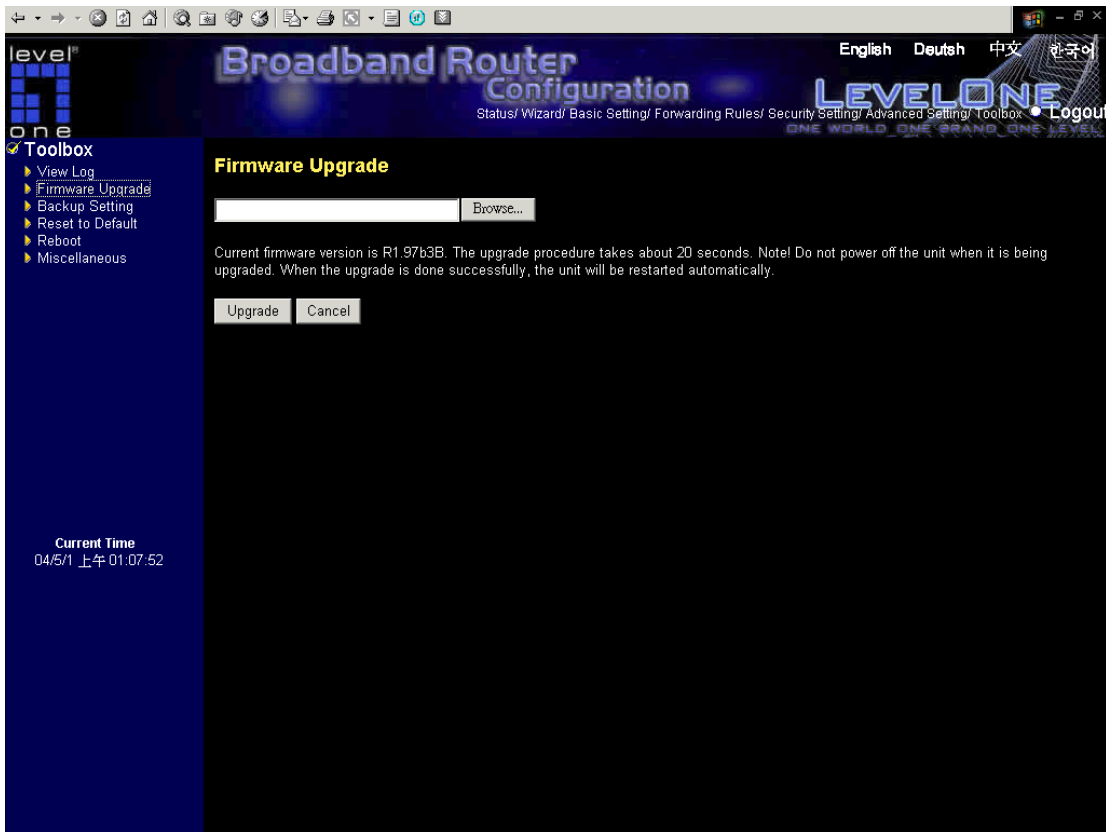 level®
one
Broadband Router
Configuration
English Deutsh 中文 한국어
LEVELONE
Status/ Wizard/ Basic Setting/ Forwarding Rules/ Security Setting/ Advanced Setting/ Toolbox Logout
ONE WORLD_ONE BRAND_ONE LEVEL
Toolbox
View Log
Firmware Upgrade
Backup Setting
Reset to Default
Reboot
Miscellaneous
Current Time
04/5/1 上午 01:07:52
Firmware Upgrade
Browse...
Current firmware version is R1.97b3B. The upgrade procedure takes about 20 seconds. Note! Do not power off the unit when it is being
upgraded. When the upgrade is done successfully, the unit will be restarted automatically.
Upgrade Cancel